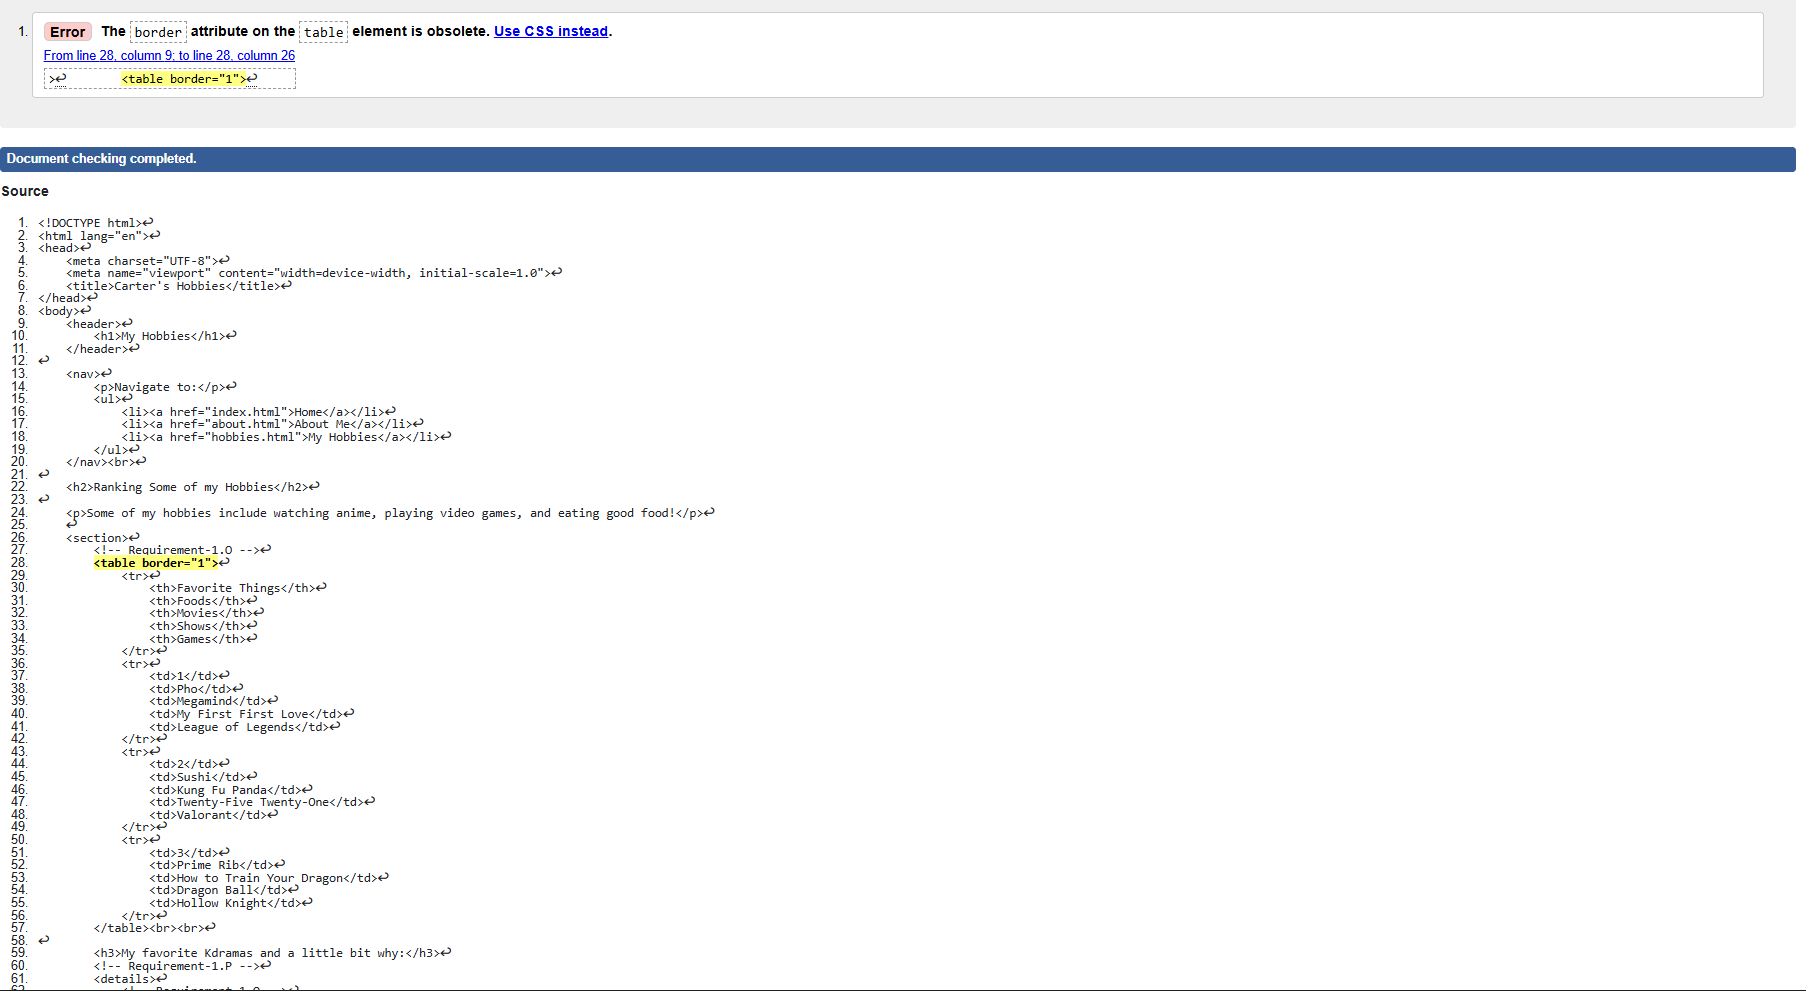 1. Error The border attribute on the table element is obsolete. Use CSS instead.
From line 28, column 9; to line 28, column 26
>↩        <table border="1">↩
Document checking completed.
Source
1. <!DOCTYPE html>↩
2. <html lang="en">↩
3. <head>↩
4.     <meta charset="UTF-8">↩
5.     <meta name="viewport" content="width=device-width, initial-scale=1.0">↩
6.     <title>Carter's Hobbies</title>↩
7. </head>↩
8. <body>↩
9.     <header>↩
10.         <h1>My Hobbies</h1>↩
11.     </header>↩
12. ↩
13.     <nav>↩
14.         <p>Navigate to:</p>↩
15.         <ul>↩
16.             <li><a href="index.html">Home</a></li>↩
17.             <li><a href="about.html">About Me</a></li>↩
18.             <li><a href="hobbies.html">My Hobbies</a></li>↩
19.         </ul>↩
20.     </nav><br>↩
21. ↩
22.     <h2>Ranking Some of my Hobbies</h2>↩
23. ↩
24.     <p>Some of my hobbies include watching anime, playing video games, and eating good food!</p>↩
25.     ↩
26.     <section>↩
27.         <!-- Requirement-1.O -->↩
28.         <table border="1">↩
29.             <tr>↩
30.                 <th>Favorite Things</th>↩
31.                 <th>Foods</th>↩
32.                 <th>Movies</th>↩
33.                 <th>Shows</th>↩
34.                 <th>Games</th>↩
35.             </tr>↩
36.             <tr>↩
37.                 <td>1</td>↩
38.                 <td>Pho</td>↩
39.                 <td>Megamind</td>↩
40.                 <td>My First First Love</td>↩
41.                 <td>League of Legends</td>↩
42.             </tr>↩
43.             <tr>↩
44.                 <td>2</td>↩
45.                 <td>Sushi</td>↩
46.                 <td>Kung Fu Panda</td>↩
47.                 <td>Twenty-Five Twenty-One</td>↩
48.                 <td>Valorant</td>↩
49.             </tr>↩
50.             <tr>↩
51.                 <td>3</td>↩
52.                 <td>Prime Rib</td>↩
53.                 <td>How to Train Your Dragon</td>↩
54.                 <td>Dragon Ball</td>↩
55.                 <td>Hollow Knight</td>↩
56.             </tr>↩
57.         </table><br><br>↩
58. ↩
59.         <h3>My favorite Kdramas and a little bit why:</h3>↩
60.         <!-- Requirement-1.P -->↩
61.         <details>↩